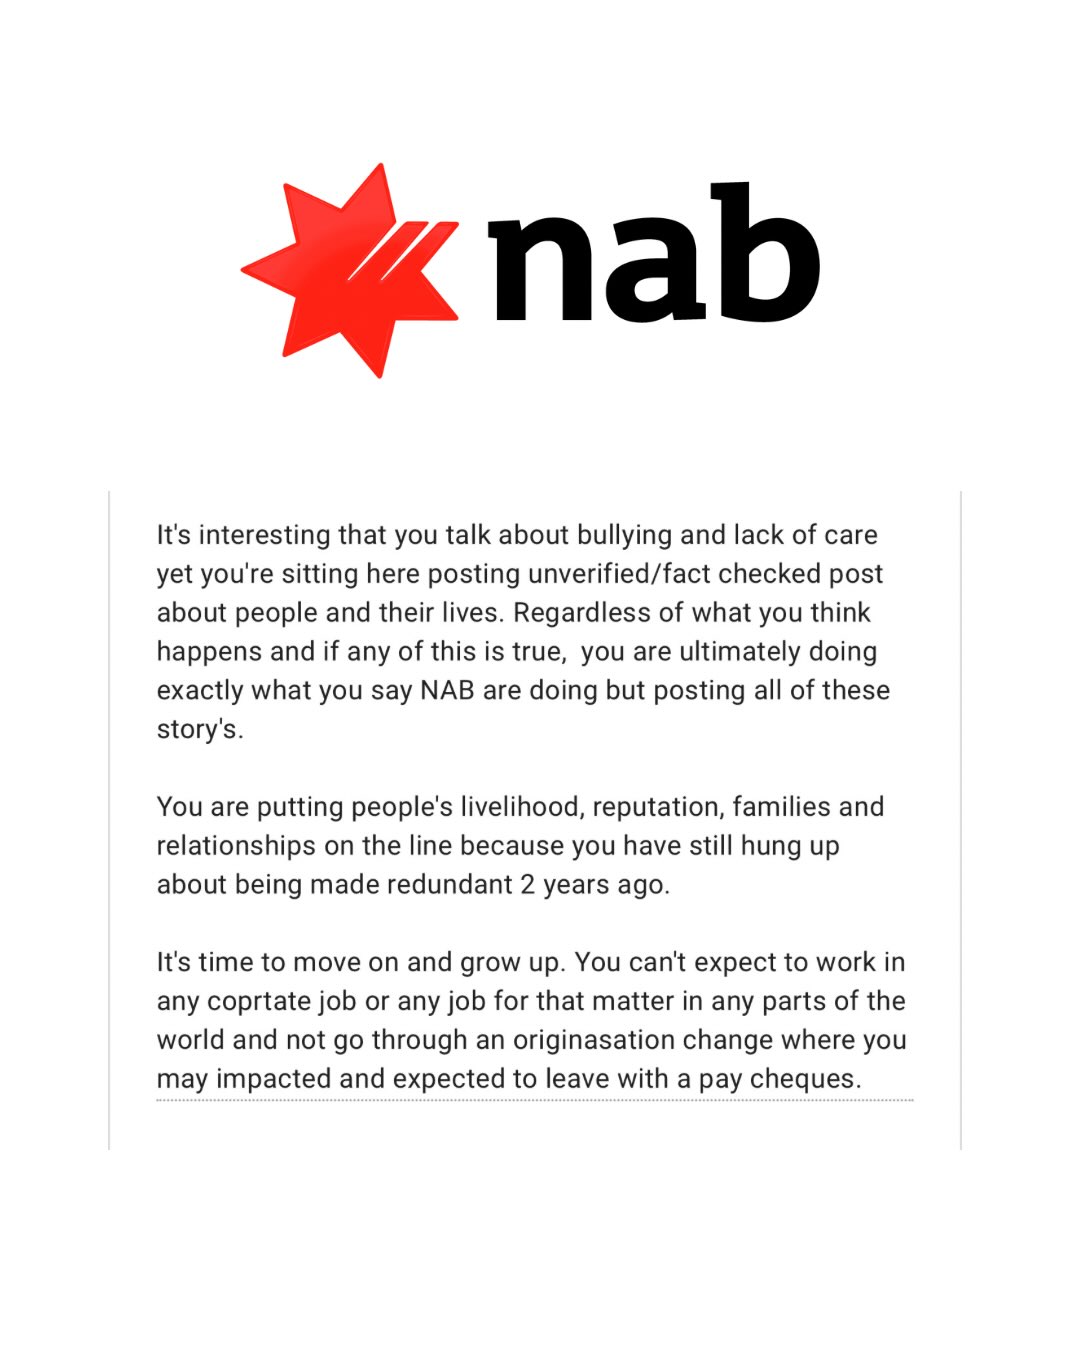 nab
It's interesting that you talk about bullying and lack of care
yet you're sitting here posting unverified/fact checked post
about people and their lives. Regardless of what you think
happens and if any of this is true,  you are ultimately doing
exactly what you say NAB are doing but posting all of these
story's.
You are putting people's livelihood, reputation, families and
relationships on the line because you have still hung up
about being made redundant 2 years ago.
It's time to move on and grow up. You can't expect to work in
any coprtate job or any job for that matter in any parts of the
world and not go through an originasation change where you
may impacted and expected to leave with a pay cheques.